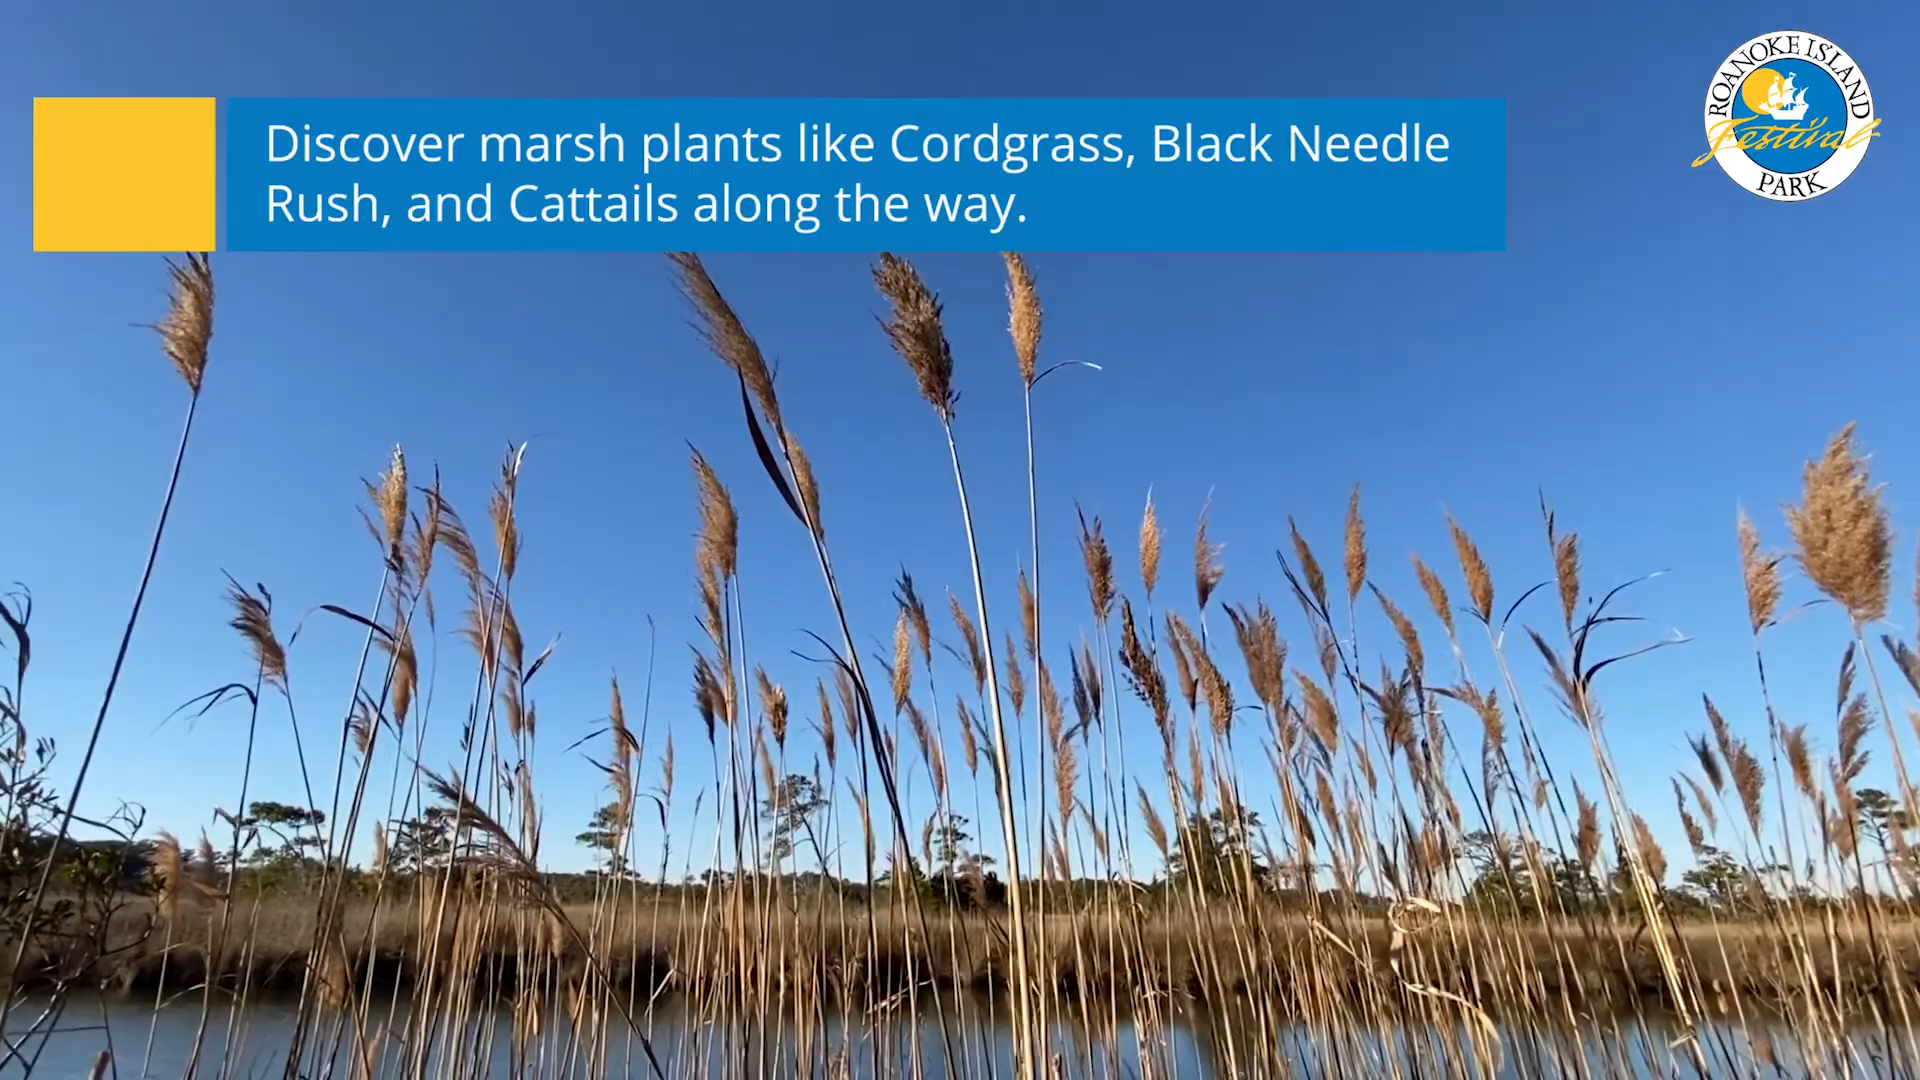 Discover marsh plants like Cordgrass, Black Needle
Rush, and Cattails along the way.
ROANOKE ISLAND
Festival
PARK